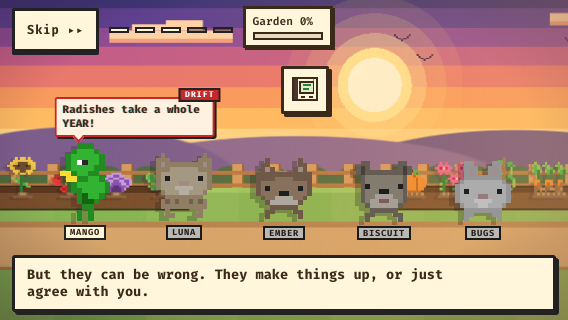 Skip ▸▸
Garden 0%
DRIFT
Radishes take a whole
YEAR!
MANGO
LUNA
EMBER
BISCUIT
BUGS
But they can be wrong. They make things up, or just
agree with you.